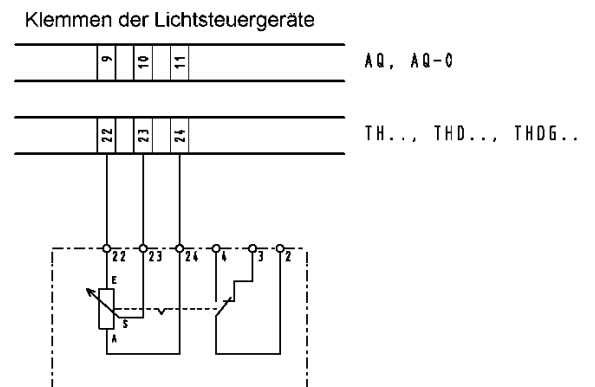 Klemmen der Lichtsteuergeräte
9 10 11 AQ, AQ-0
22 23 24 TH.., THD.., THDG..
22 23 24 4 3 2
E
S
A